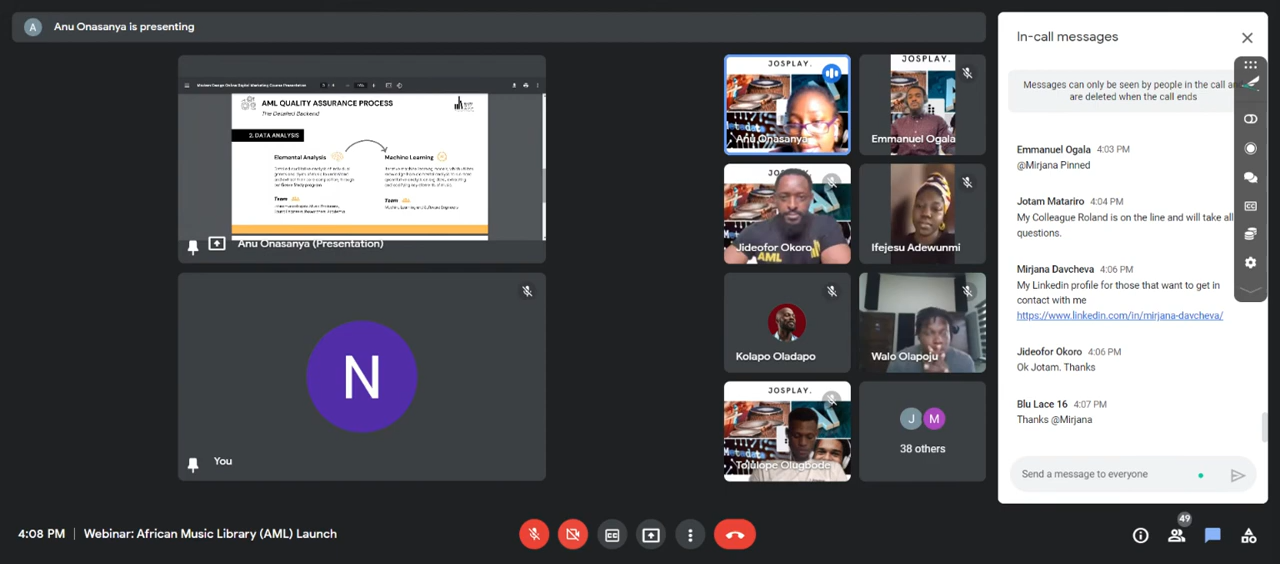 A
Anu Onasanya is presenting
AML QUALITY ASSURANCE PROCESS
The Detailed Backend
2. DATA ANALYSIS
Elemental Analysis
Machine Learning
Team
Team
Anu Onasanya (Presentation)
N
You
JOSPLAY.
Anu Onasanya
JOSPLAY.
Emmanuel Ogala
JOSPLAY.
AML
Jideofor Okoro
Ifejesu Adewunmi
Kolapo Oladapo
Walo Olapoju
JOSPLAY.
Tolulope Olugbode
J M
38 others
In-call messages
Messages can only be seen by people in the call an
are deleted when the call ends
Emmanuel Ogala 4:03 PM
@Mirjana Pinned
Jotam Matariro 4:04 PM
My Colleague Roland is on the line and will take all
questions.
Mirjana Davcheva 4:06 PM
My Linkedin profile for those that want to get in
contact with me
https://www.linkedin.com/in/mirjana-davcheva/
Jideofor Okoro 4:06 PM
Ok Jotam. Thanks
Blu Lace 16 4:07 PM
Thanks @Mirjana
Send a message to everyone
4:08 PM | Webinar: African Music Library (AML) Launch
49